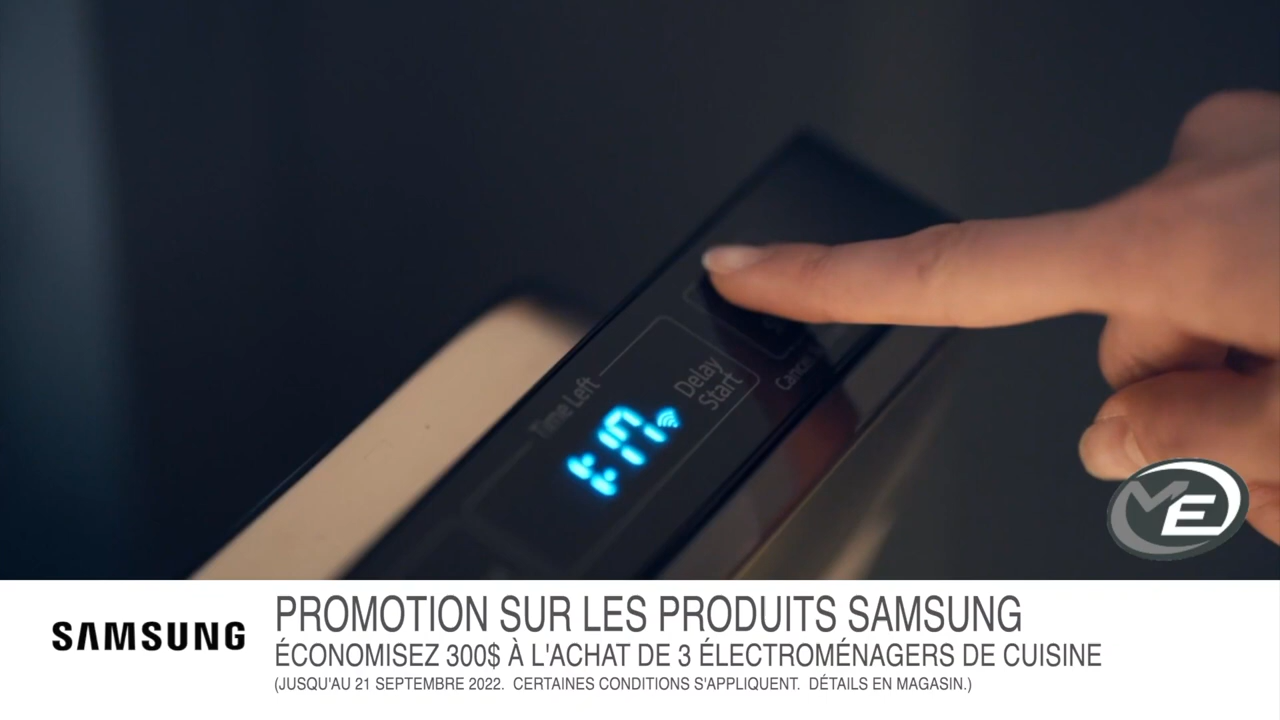 Time Left
Delay
Start
ME
SAMSUNG
PROMOTION SUR LES PRODUITS SAMSUNG
ÉCONOMISEZ 300$ À L'ACHAT DE 3 ÉLECTROMÉNAGERS DE CUISINE
(JUSQU'AU 21 SEPTEMBRE 2022. CERTAINES CONDITIONS S'APPLIQUENT. DÉTAILS EN MAGASIN.)